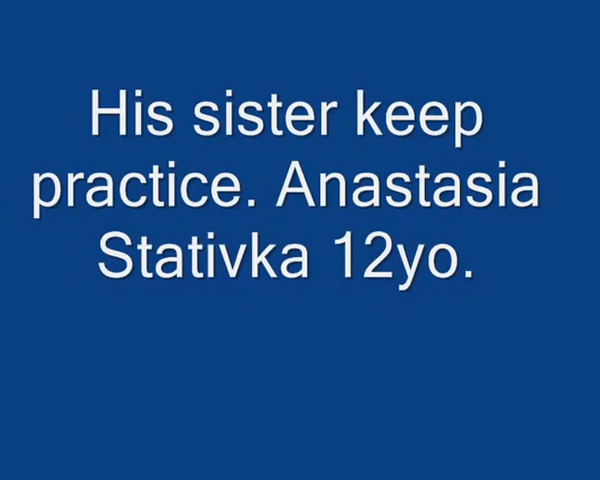 His sister keep
practice. Anastasia
Stativka 12yo.